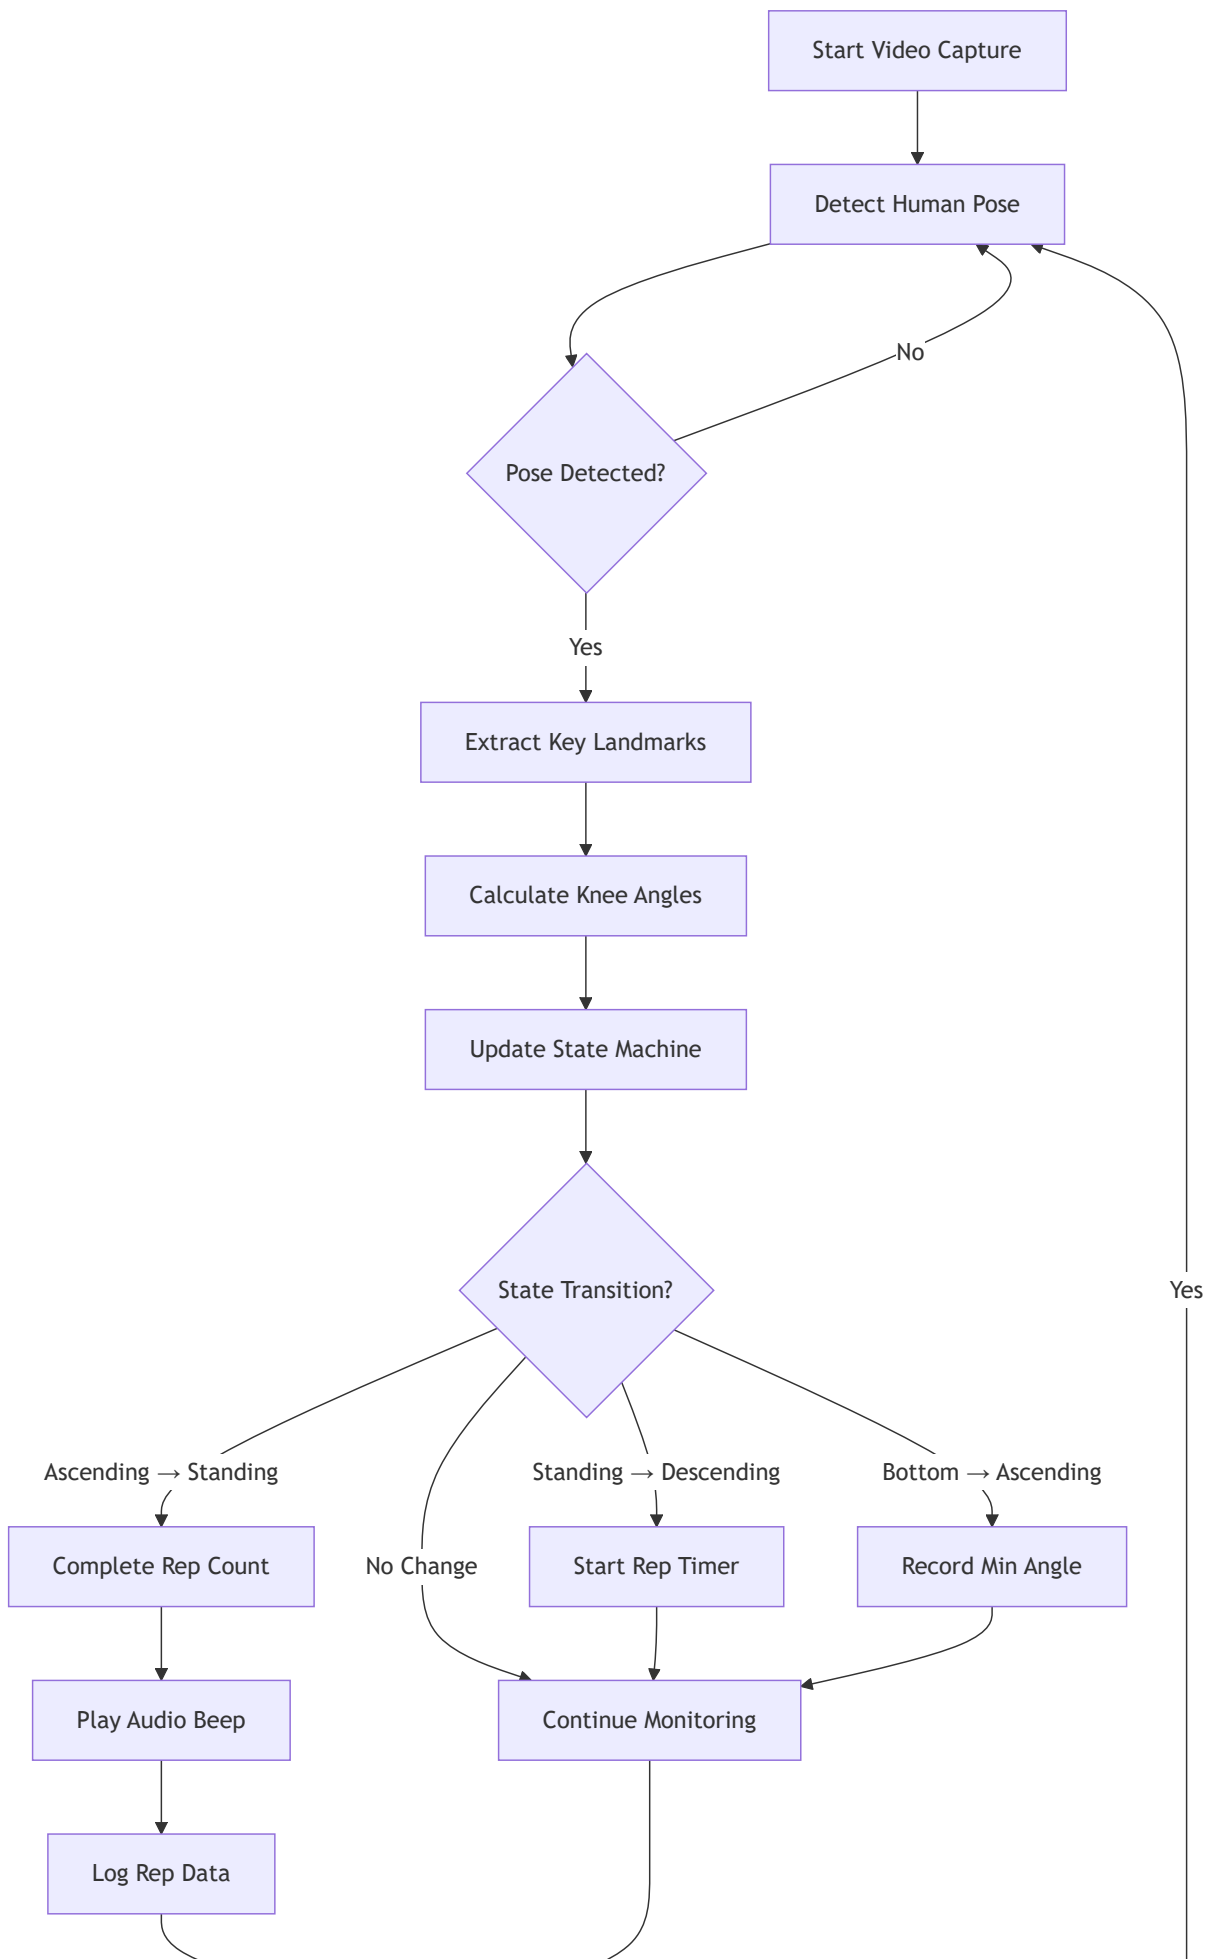 Start Video Capture
Detect Human Pose
No
Pose Detected?
Yes
Extract Key Landmarks
Calculate Knee Angles
Update State Machine
State Transition?
Yes
Ascending → Standing
Standing → Descending
Bottom → Ascending
Complete Rep Count
No Change
Start Rep Timer
Record Min Angle
Play Audio Beep
Continue Monitoring
Log Rep Data